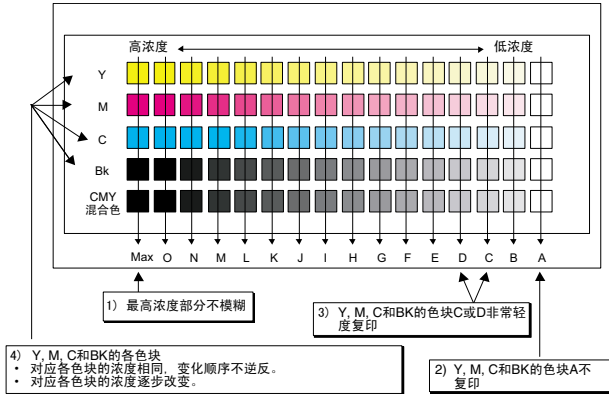 高浓度 低浓度
Y
M
C
Bk
CMY
混合色
Max O N M L K J I H G F E D C B A
1） 最高浓度部分不模糊
3） Y, M, C和BK的色块C或D非常轻
度复印
4） Y, M, C和BK的各色块
• 对应各色块的浓度相同，变化顺序不逆反。
• 对应各色块的浓度逐步改变。
2） Y, M, C和BK的色块A不
复印